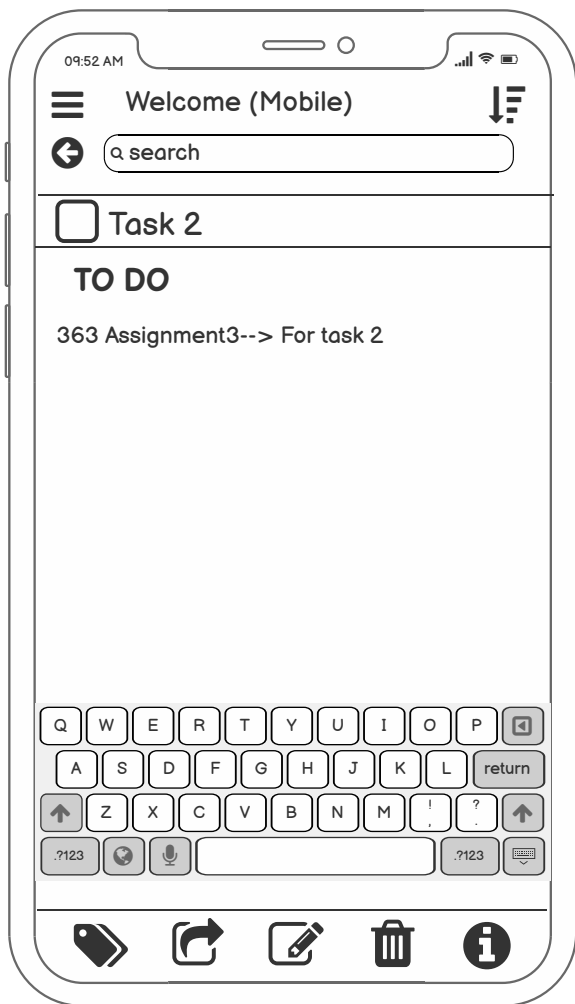 09:52 AM
Welcome (Mobile)
search
Task 2
TO DO
363 Assignment3--> For task 2
Q W E R T Y U I O P
A S D F G H J K L return
Z X C V B N M ! , ? .
.?123 .?123